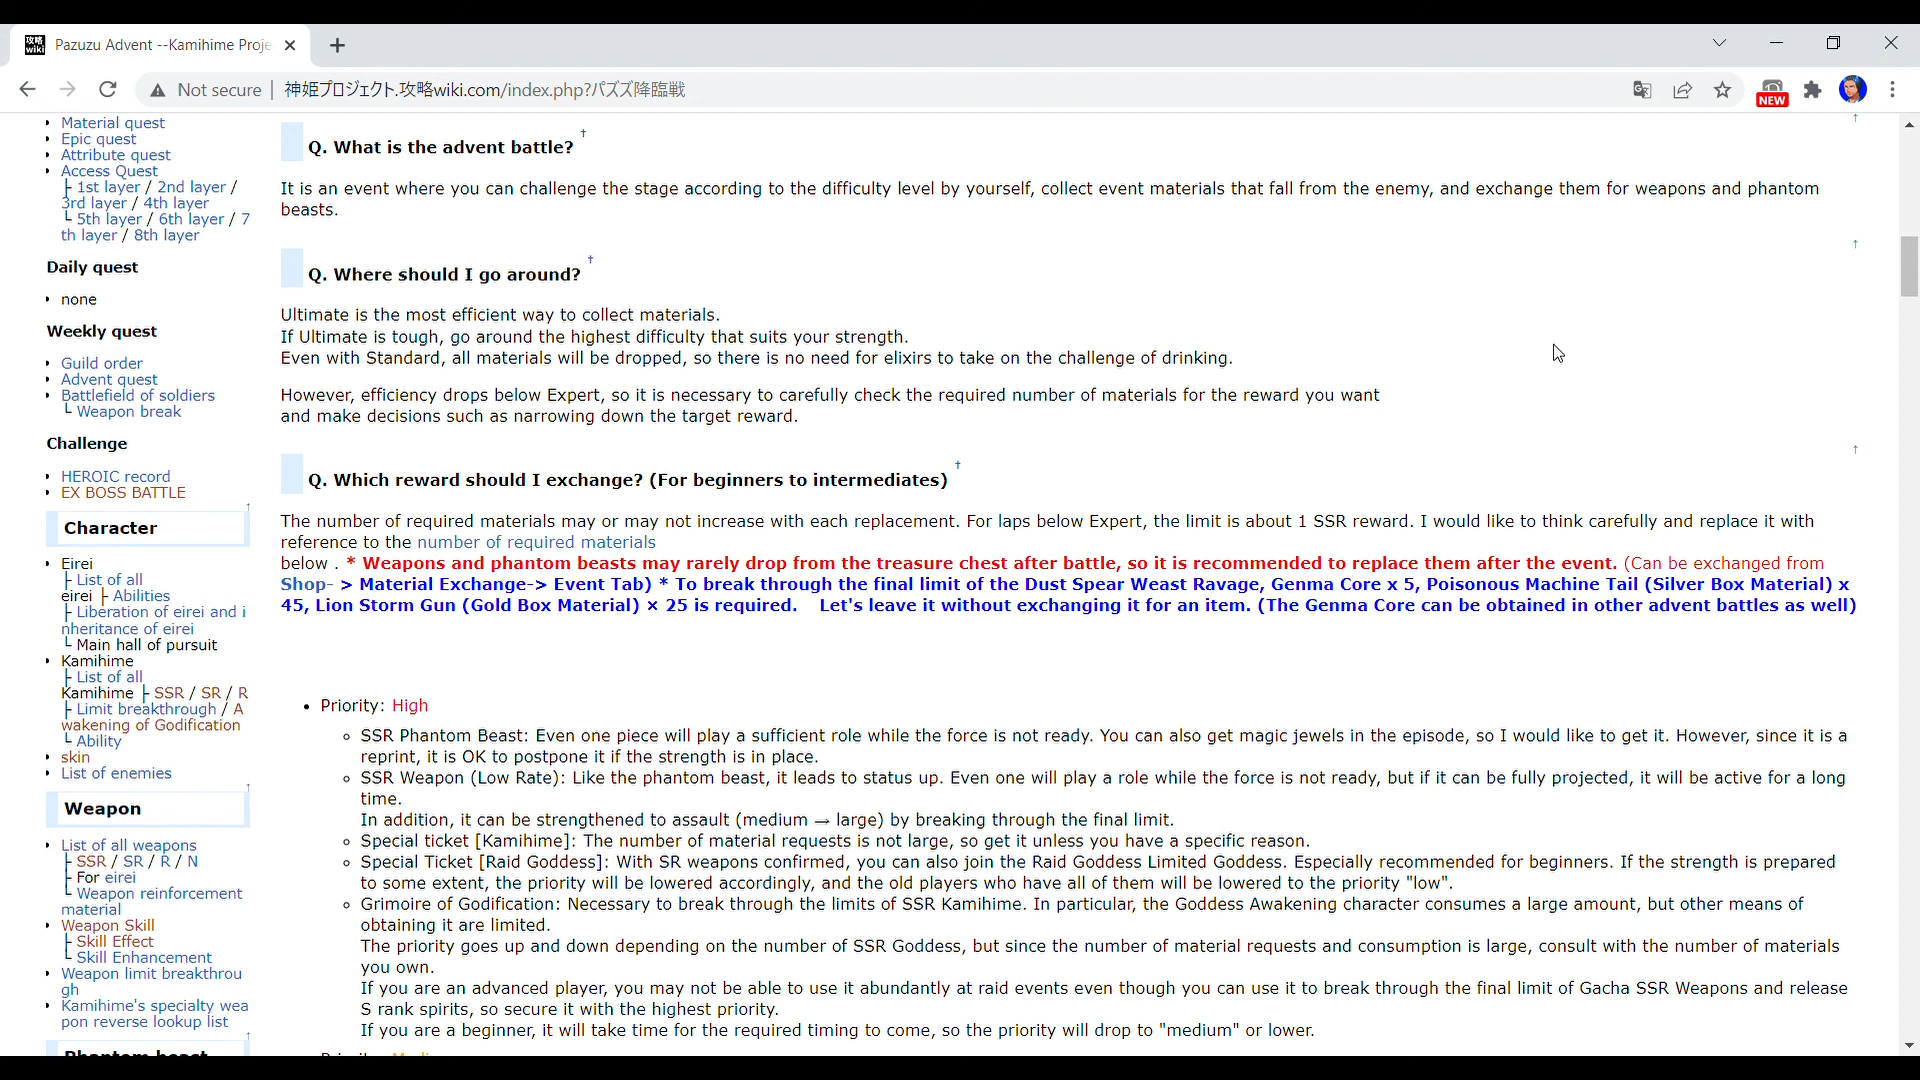 Pazuzu Advent --Kamihime Proje
Not secure
神姫プロジェクト.攻略wiki.com/index.php?パズズ降臨戦
NEW
Material quest
Epic quest
Attribute quest
Access Quest
├ 1st layer / 2nd layer /
3rd layer / 4th layer
└ 5th layer / 6th layer / 7
th layer / 8th layer
Daily quest
none
Weekly quest
Guild order
Advent quest
Battlefield of soldiers
└ Weapon break
Challenge
HEROIC record
EX BOSS BATTLE
Character
Eirei
├ List of all
eirei ├ Abilities
├ Liberation of eirei and i
nheritance of eirei
└ Main hall of pursuit
Kamihime
├ List of all
Kamihime ├ SSR / SR / R
├ Limit breakthrough / A
wakening of Godification
└ Ability
skin
List of enemies
Weapon
List of all weapons
├ SSR / SR / R / N
├ For eirei
└ Weapon reinforcement
material
Weapon Skill
├ Skill Effect
└ Skill Enhancement
Weapon limit breakthrou
gh
Kamihime's specialty wea
pon reverse lookup list
Phantom beast
Q. What is the advent battle? †
It is an event where you can challenge the stage according to the difficulty level by yourself, collect event materials that fall from the enemy, and exchange them for weapons and phantom
beasts.
Q. Where should I go around? †
Ultimate is the most efficient way to collect materials.
If Ultimate is tough, go around the highest difficulty that suits your strength.
Even with Standard, all materials will be dropped, so there is no need for elixirs to take on the challenge of drinking.
However, efficiency drops below Expert, so it is necessary to carefully check the required number of materials for the reward you want
and make decisions such as narrowing down the target reward.
Q. Which reward should I exchange? (For beginners to intermediates) †
The number of required materials may or may not increase with each replacement. For laps below Expert, the limit is about 1 SSR reward. I would like to think carefully and replace it with
reference to the number of required materials
below . * Weapons and phantom beasts may rarely drop from the treasure chest after battle, so it is recommended to replace them after the event. (Can be exchanged from
Shop- > Material Exchange-> Event Tab) * To break through the final limit of the Dust Spear Weast Ravage, Genma Core x 5, Poisonous Machine Tail (Silver Box Material) x
45, Lion Storm Gun (Gold Box Material) × 25 is required. Let's leave it without exchanging it for an item. (The Genma Core can be obtained in other advent battles as well)
Priority: High
SSR Phantom Beast: Even one piece will play a sufficient role while the force is not ready. You can also get magic jewels in the episode, so I would like to get it. However, since it is a
reprint, it is OK to postpone it if the strength is in place.
SSR Weapon (Low Rate): Like the phantom beast, it leads to status up. Even one will play a role while the force is not ready, but if it can be fully projected, it will be active for a long
time.
In addition, it can be strengthened to assault (medium → large) by breaking through the final limit.
Special ticket [Kamihime]: The number of material requests is not large, so get it unless you have a specific reason.
Special Ticket [Raid Goddess]: With SR weapons confirmed, you can also join the Raid Goddess Limited Goddess. Especially recommended for beginners. If the strength is prepared
to some extent, the priority will be lowered accordingly, and the old players who have all of them will be lowered to the priority "low".
Grimoire of Godification: Necessary to break through the limits of SSR Kamihime. In particular, the Goddess Awakening character consumes a large amount, but other means of
obtaining it are limited.
The priority goes up and down depending on the number of SSR Goddess, but since the number of material requests and consumption is large, consult with the number of materials
you own.
If you are an advanced player, you may not be able to use it abundantly at raid events even though you can use it to break through the final limit of Gacha SSR Weapons and release
S rank spirits, so secure it with the highest priority.
If you are a beginner, it will take time for the required timing to come, so the priority will drop to "medium" or lower.